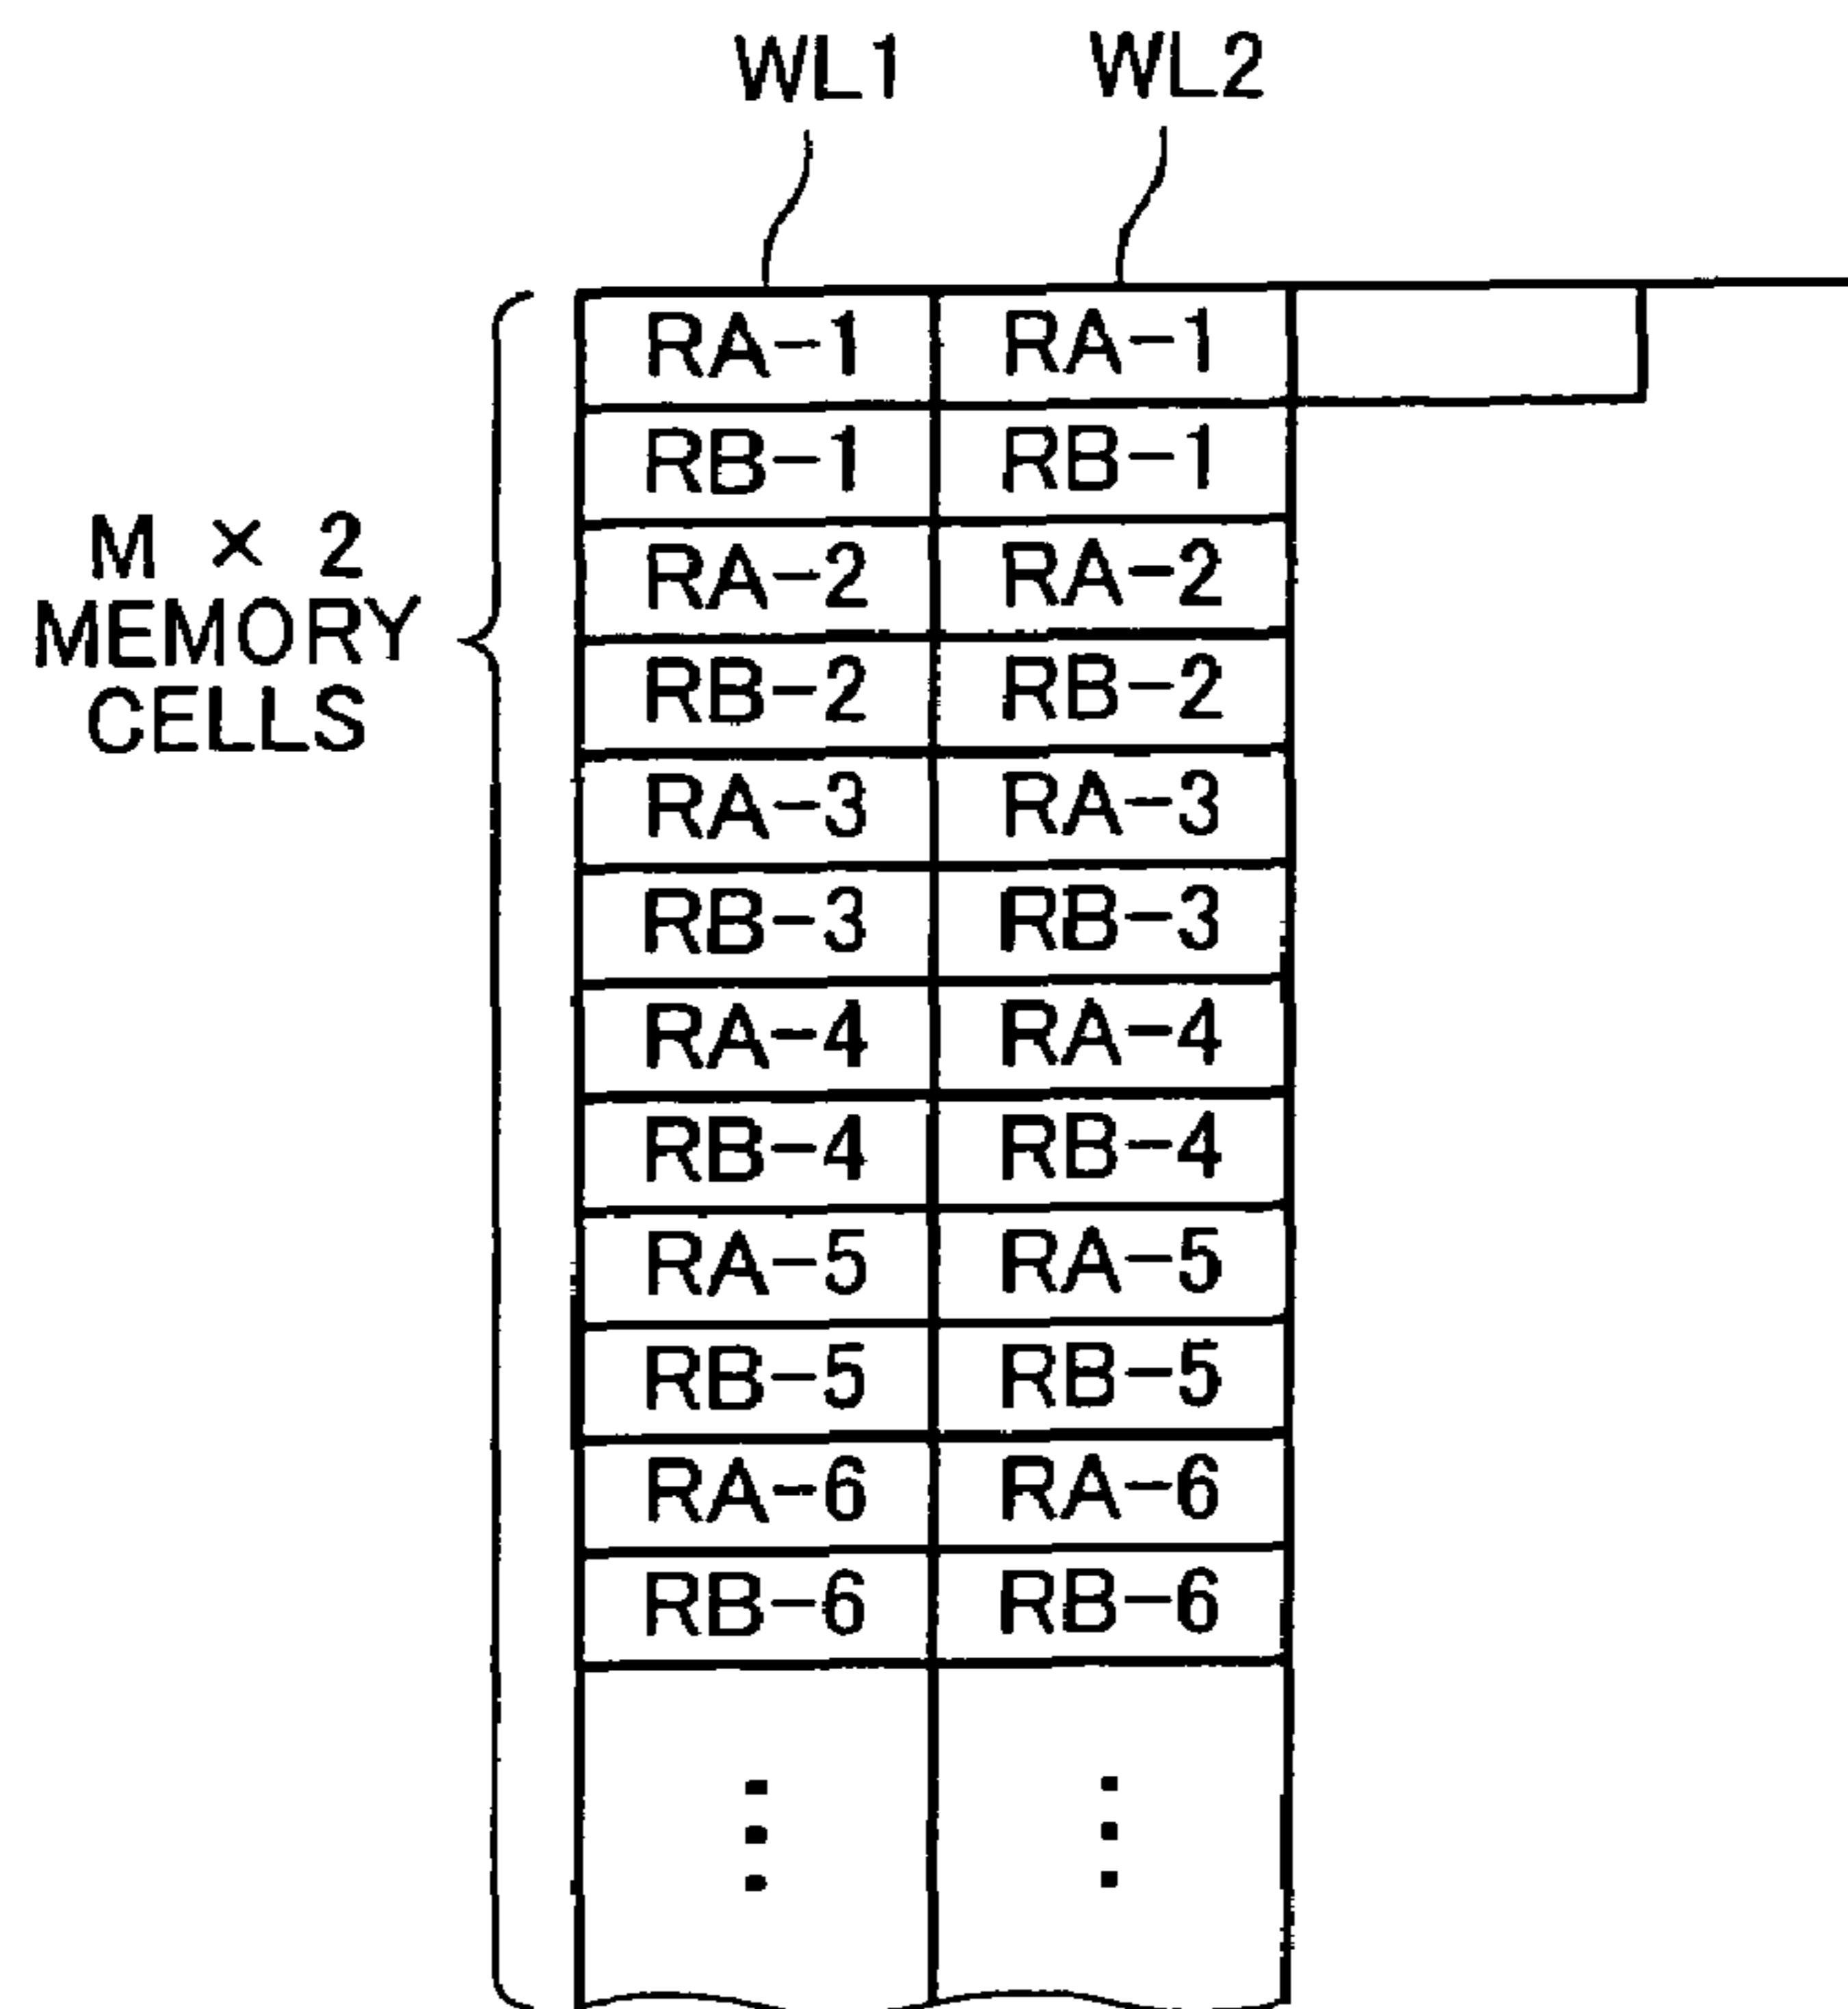 WL1 WL2
M × 2
MEMORY
CELLS
RA-1 RA-1
RB-1 RB-1
RA-2 RA-2
RB-2 RB-2
RA-3 RA-3
RB-3 RB-3
RA-4 RA-4
RB-4 RB-4
RA-5 RA-5
RB-5 RB-5
RA-6 RA-6
RB-6 RB-6